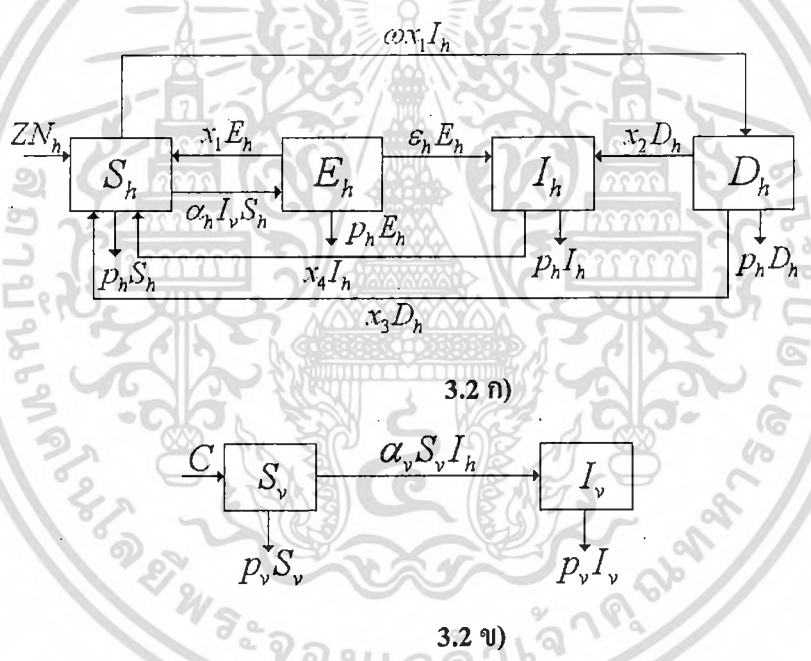 ωx₁I_h
ZN_h
x₁E_h
ε_hE_h
x₂D_h
S_h
E_h
I_h
D_h
α_hI_vS_h
p_hS_h
p_hE_h
p_hI_h
p_hD_h
x₄I_h
x₃D_h
3.2 ก)
C
α_vS_vI_h
S_v
I_v
p_vS_v
p_vI_v
3.2 ข)